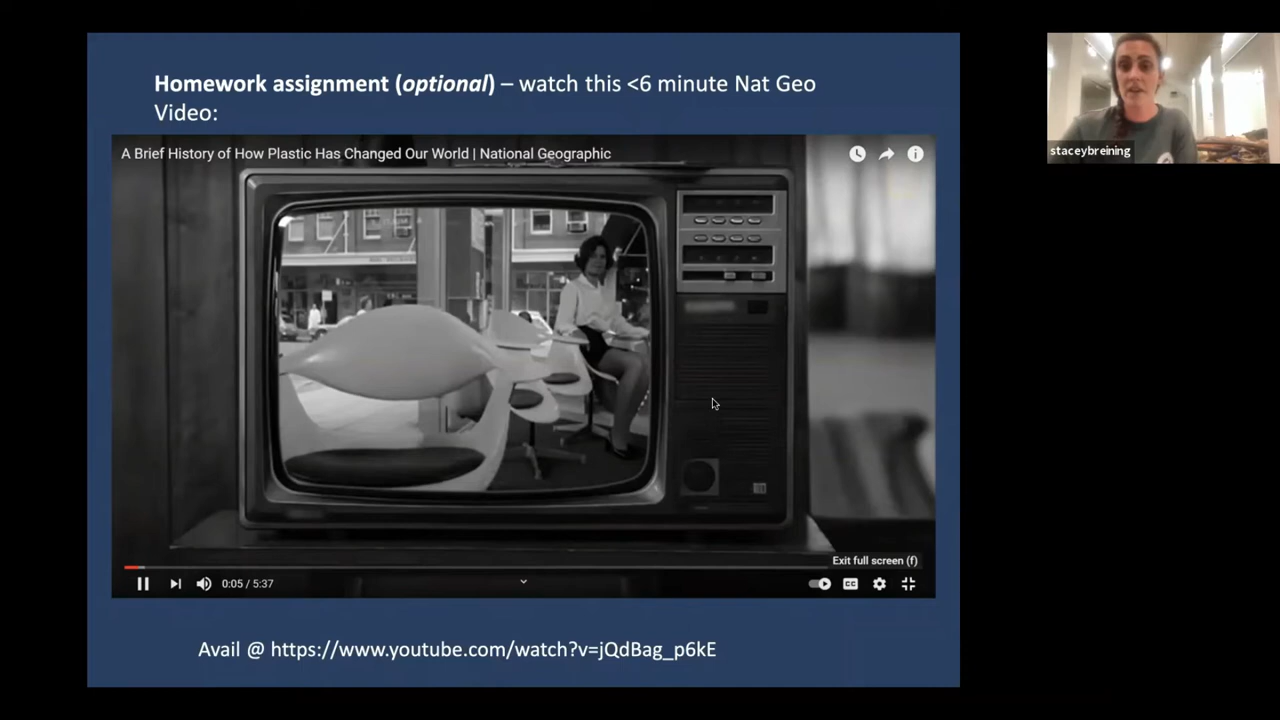 Homework assignment (optional) – watch this <6 minute Nat Geo
Video:
A Brief History of How Plastic Has Changed Our World | National Geographic
staceybreining
Exit full screen (f)
0:05 / 5:37
CC
Avail @ https://www.youtube.com/watch?v=jQdBag_p6kE